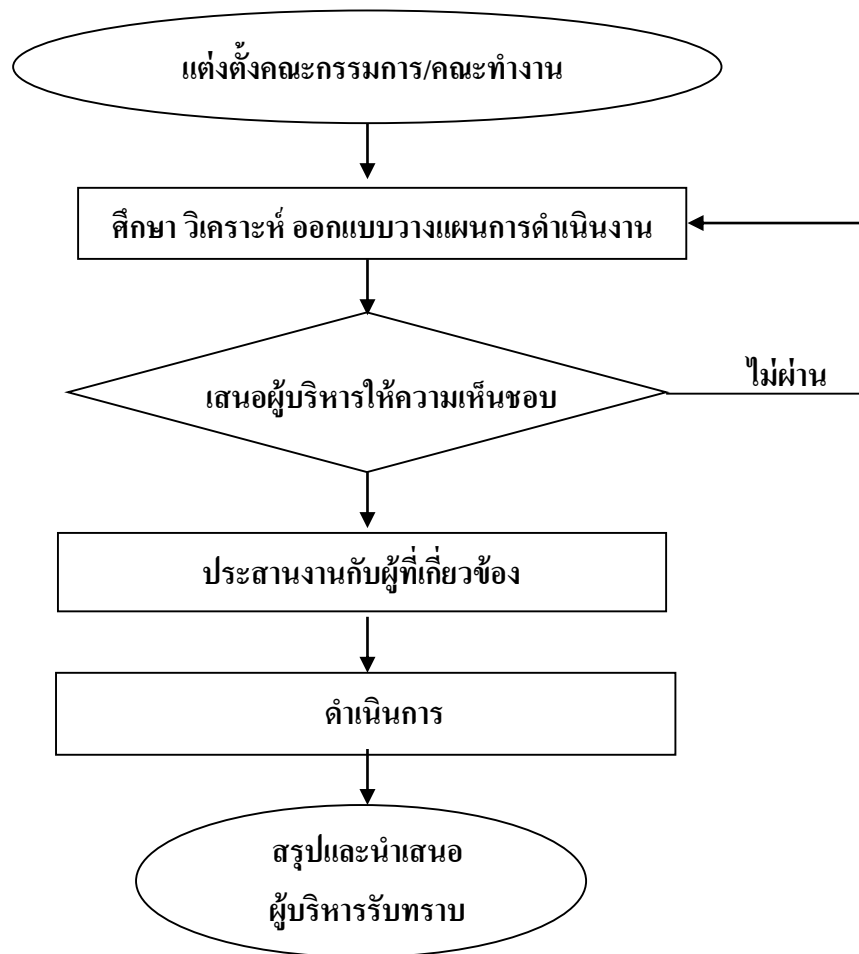 แต่งตั้งคณะกรรมการ/คณะทำงาน
ศึกษา วิเคราะห์ ออกแบบวางแผนการดำเนินงาน
ไม่ผ่าน
เสนอผู้บริหารให้ความเห็นชอบ
ประสานงานกับผู้ที่เกี่ยวข้อง
ดำเนินการ
สรุปและนำเสนอ
ผู้บริหารรับทราบ